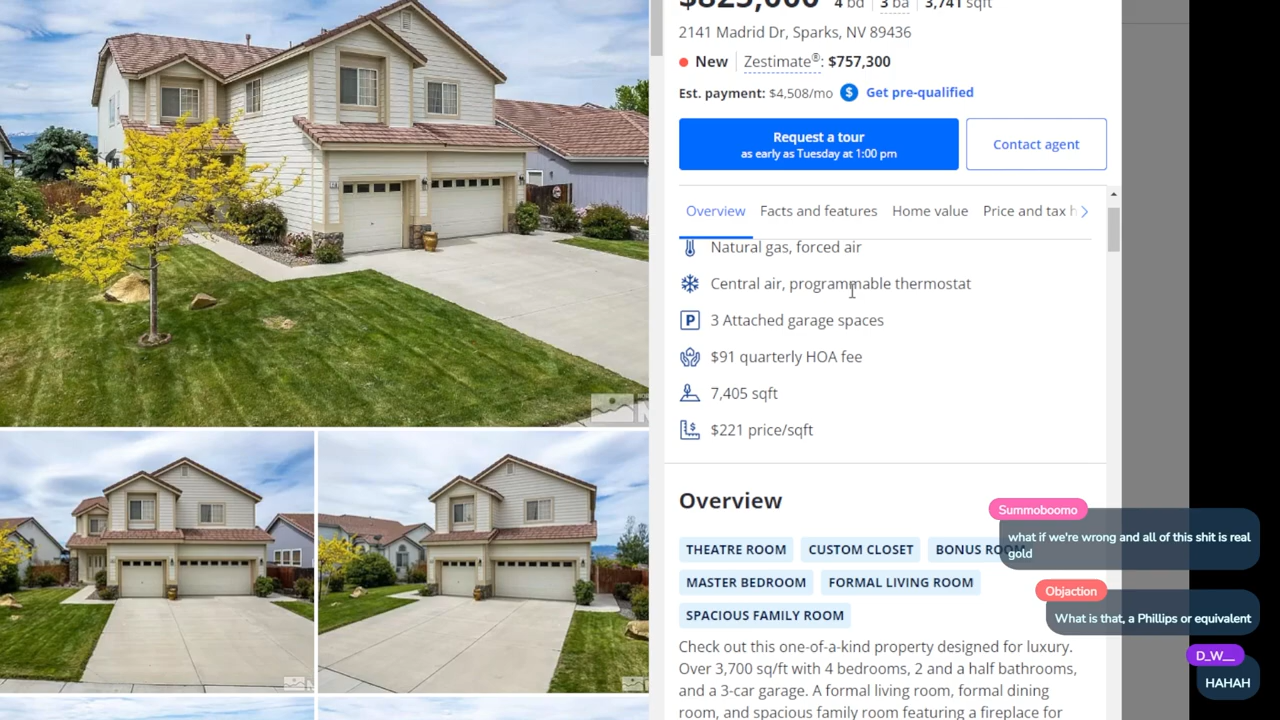 $825,000 4 bd 3 ba 3,741 sqft
2141 Madrid Dr, Sparks, NV 89436
New Zestimate®: $757,300
Est. payment: $4,508/mo $ Get pre-qualified
Request a tour
as early as Tuesday at 1:00 pm
Contact agent
Overview Facts and features Home value Price and tax h
Natural gas, forced air
Central air, programmable thermostat
P 3 Attached garage spaces
$91 quarterly HOA fee
7,405 sqft
$221 price/sqft
Overview
THEATRE ROOM CUSTOM CLOSET BONUS ROOM
MASTER BEDROOM FORMAL LIVING ROOM
SPACIOUS FAMILY ROOM
Check out this one-of-a-kind property designed for luxury.
Over 3,700 sq/ft with 4 bedrooms, 2 and a half bathrooms,
and a 3-car garage. A formal living room, formal dining
room, and spacious family room featuring a fireplace for
Summoboomo
what if we're wrong and all of this shit is real
gold
Objaction
What is that, a Phillips or equivalent
D_W__
HAHAH